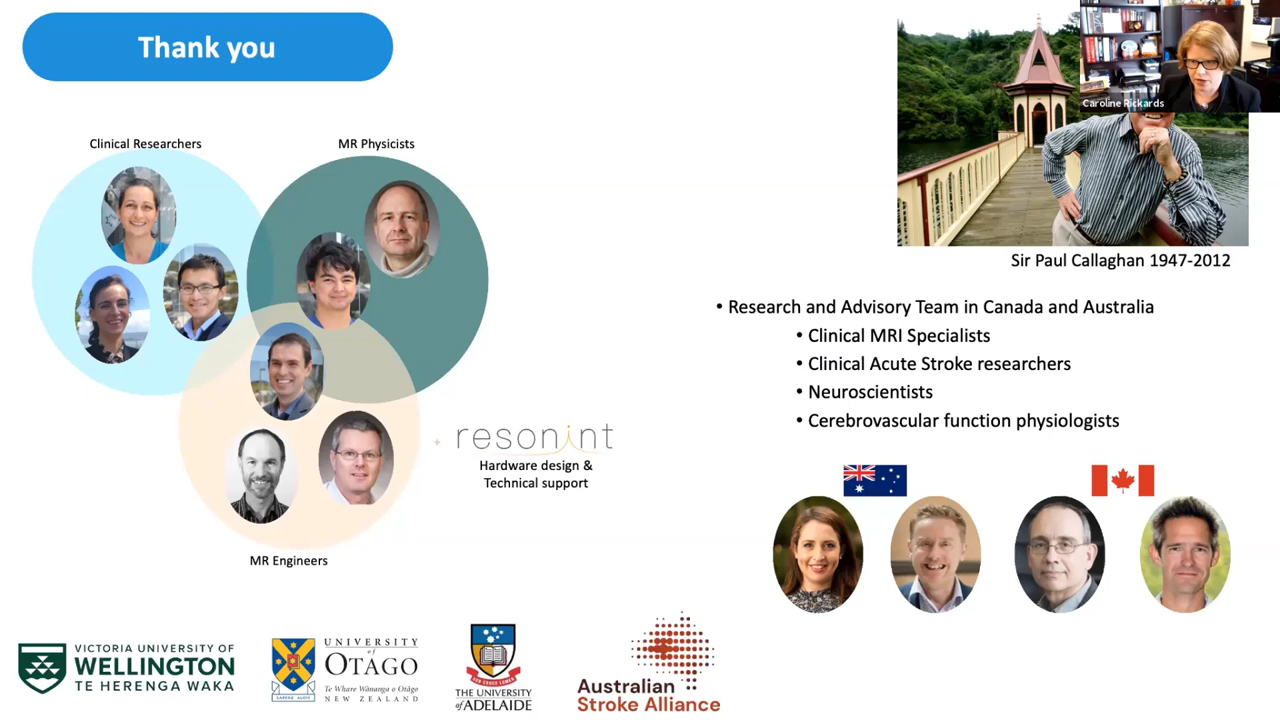 Thank you
Caroline Rickards
Clinical Researchers
MR Physicists
Sir Paul Callaghan 1947-2012
• Research and Advisory Team in Canada and Australia
• Clinical MRI Specialists
• Clinical Acute Stroke researchers
• Neuroscientists
• Cerebrovascular function physiologists
+ resonint
Hardware design &
Technical support
MR Engineers
VICTORIA UNIVERSITY OF
WELLINGTON
TE HERENGA WAKA
UNIVERSITY
of
OTAGO
Te Whare Wānanga o Otāgo
NEW ZEALAND
THE UNIVERSITY
of ADELAIDE
Australian
Stroke Alliance